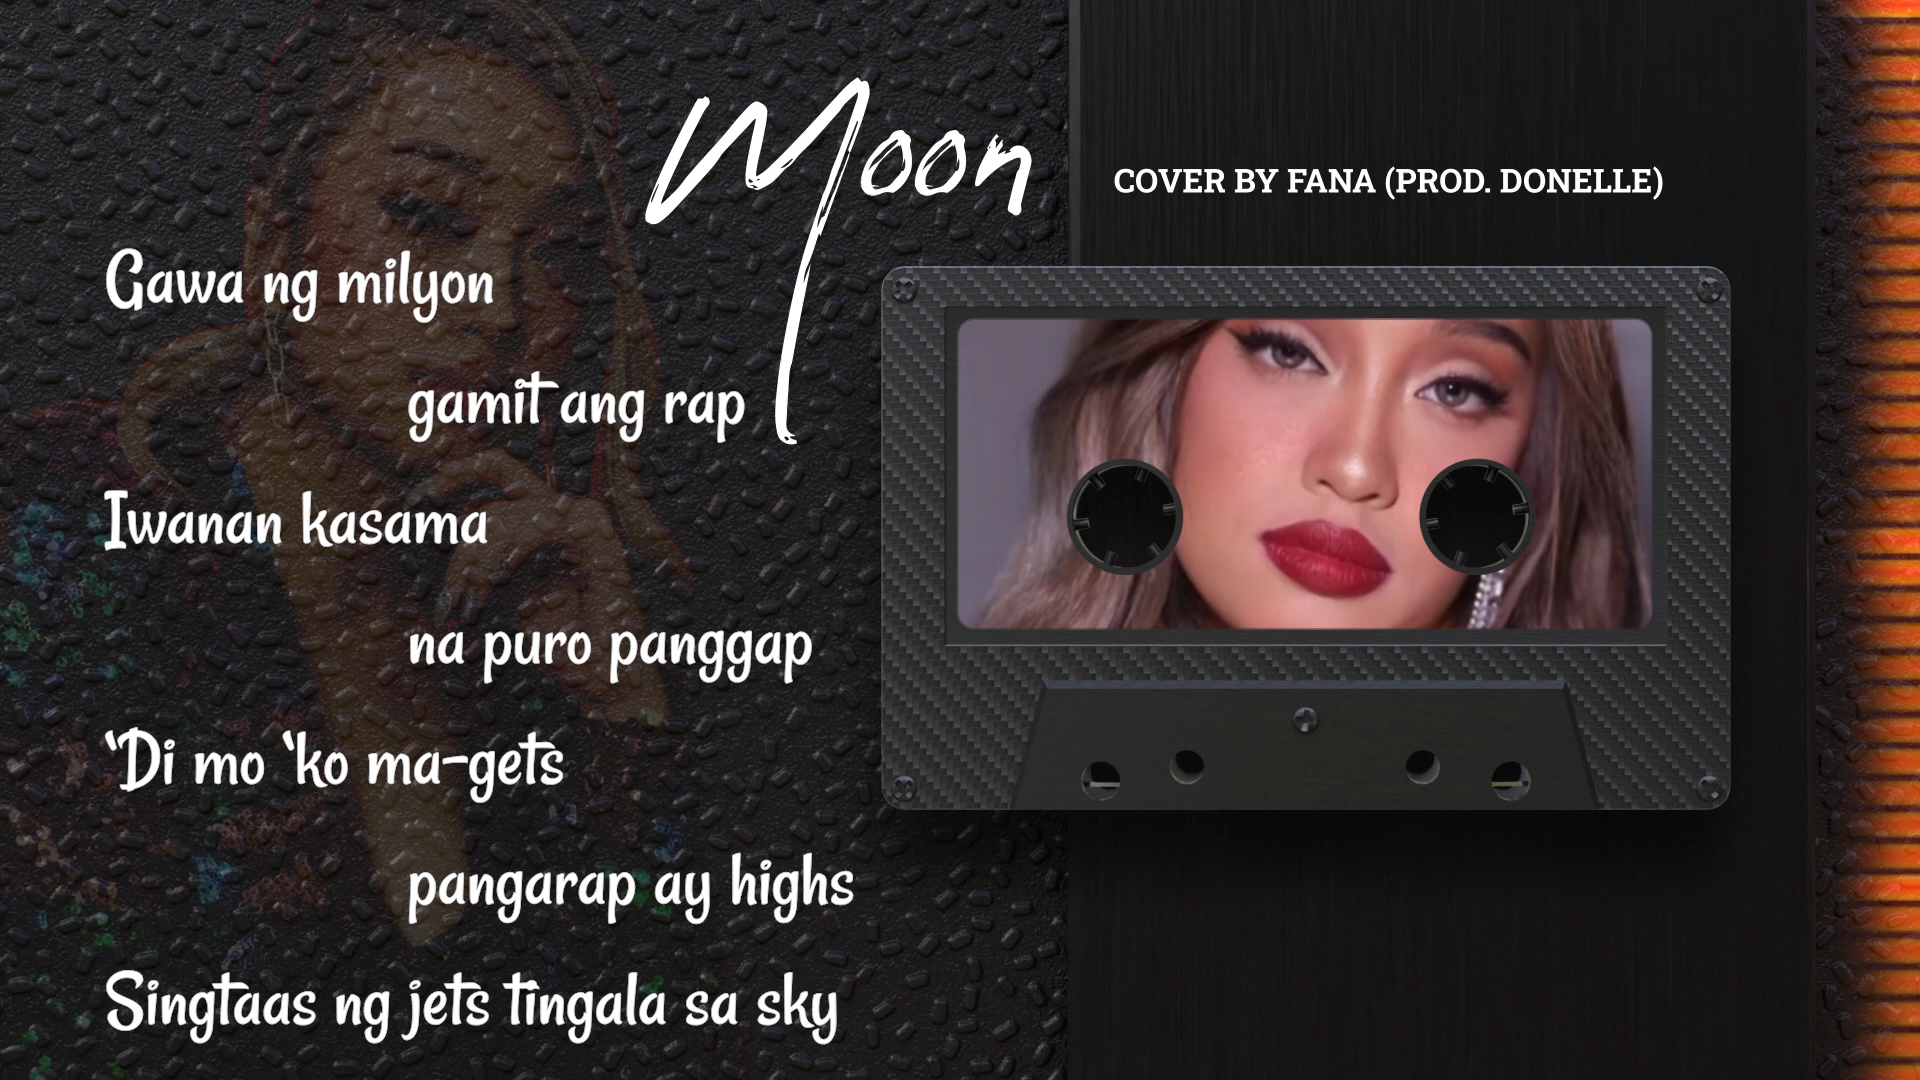 Moon
COVER BY FANA (PROD. DONELLE)
Gawa ng milyon
gamit ang rap
Iwanan kasama
na puro panggap
‘Di mo ‘ko ma-gets
pangarap ay highs
Singtaas ng jets tingala sa sky